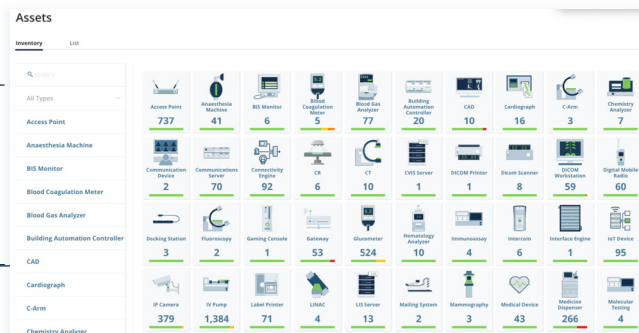 Assets
Inventory
List
All Types
Access Point
Anaesthesia Machine
BIS Monitor
Blood Coagulation Meter
Blood Gas Analyzer
Building Automation Controller
CAD
Cardiograph
C-Arm
Chemistry Analyzer
Access Point
737
Anaesthesia
Machine
41
BIS Monitor
6
Blood
Coagulation
Meter
5
Blood Gas
Analyzer
77
Building
Automation
Controller
20
CAD
10
Cardiograph
16
C-Arm
3
Chemistry
Analyzer
7
Communication
Device
2
Communications
Server
70
Connectivity
Engine
92
CR
6
CT
10
CVIS Server
1
DICOM Printer
1
Dicom Scanner
8
DICOM
Workstation
59
Digital Mobile
Radio
60
Docking Station
3
Fluoroscopy
2
Gaming Console
1
Gateway
53
Glucometer
524
Hematology
Analyzer
10
Immunoassay
4
Intercom
6
Interface Engine
1
IoT Device
95
IP Camera
379
IV Pump
1,384
Label Printer
71
LINAC
4
LIS Server
13
Mailing System
2
Mammography
3
Medical Device
43
Medicine
Dispenser
266
Molecular
Testing
4